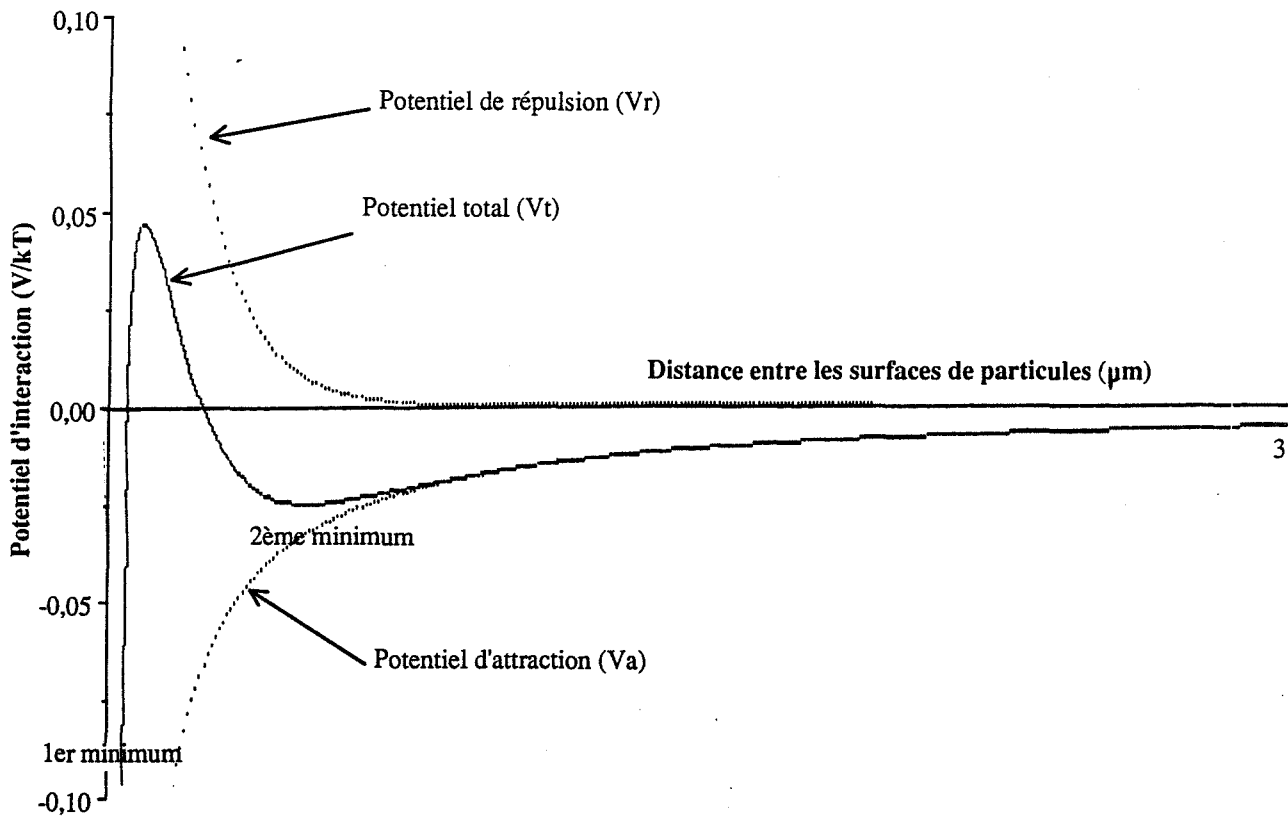 0,10
Potentiel de répulsion (Vr)
Potentiel total (Vt)
0,05
Distance entre les surfaces de particules (µm)
0,00
3
Potentiel d'interaction (V/kT)
2ème minimum
-0,05
Potentiel d'attraction (Va)
1er minimum
-0,10